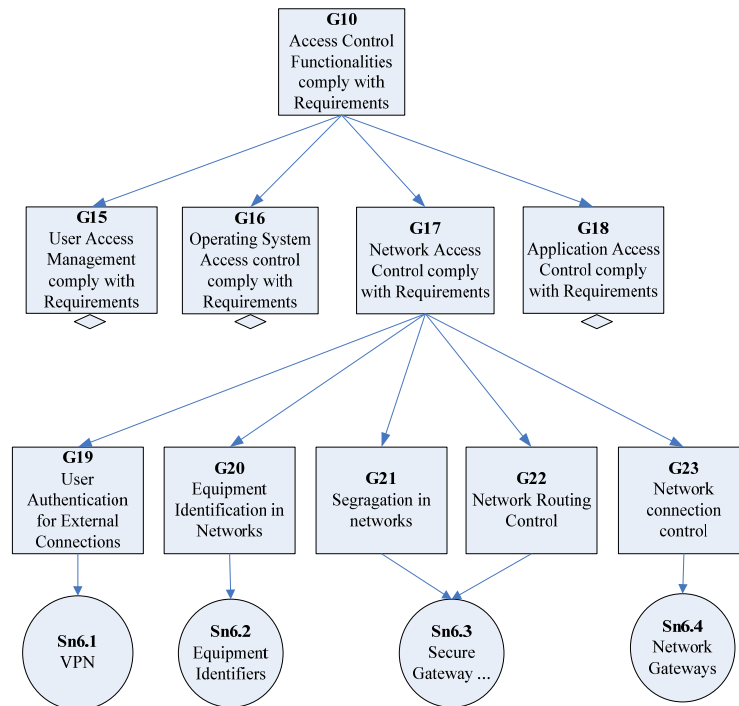 G10
Access Control
Functionalities
comply with
Requirements
G15
User Access
Management
comply with
Requirements
G16
Operating System
Access control
comply with
Requirements
G17
Network Access
Control comply
with Requirements
G18
Application Access
Control comply
with Requirements
G19
User
Authentication
for External
Connections
G20
Equipment
Identification in
Networks
G21
Segragation in
networks
G22
Network Routing
Control
G23
Network
connection
control
Sn6.1
VPN
Sn6.2
Equipment
Identifiers
Sn6.3
Secure
Gateway ...
Sn6.4
Network
Gateways